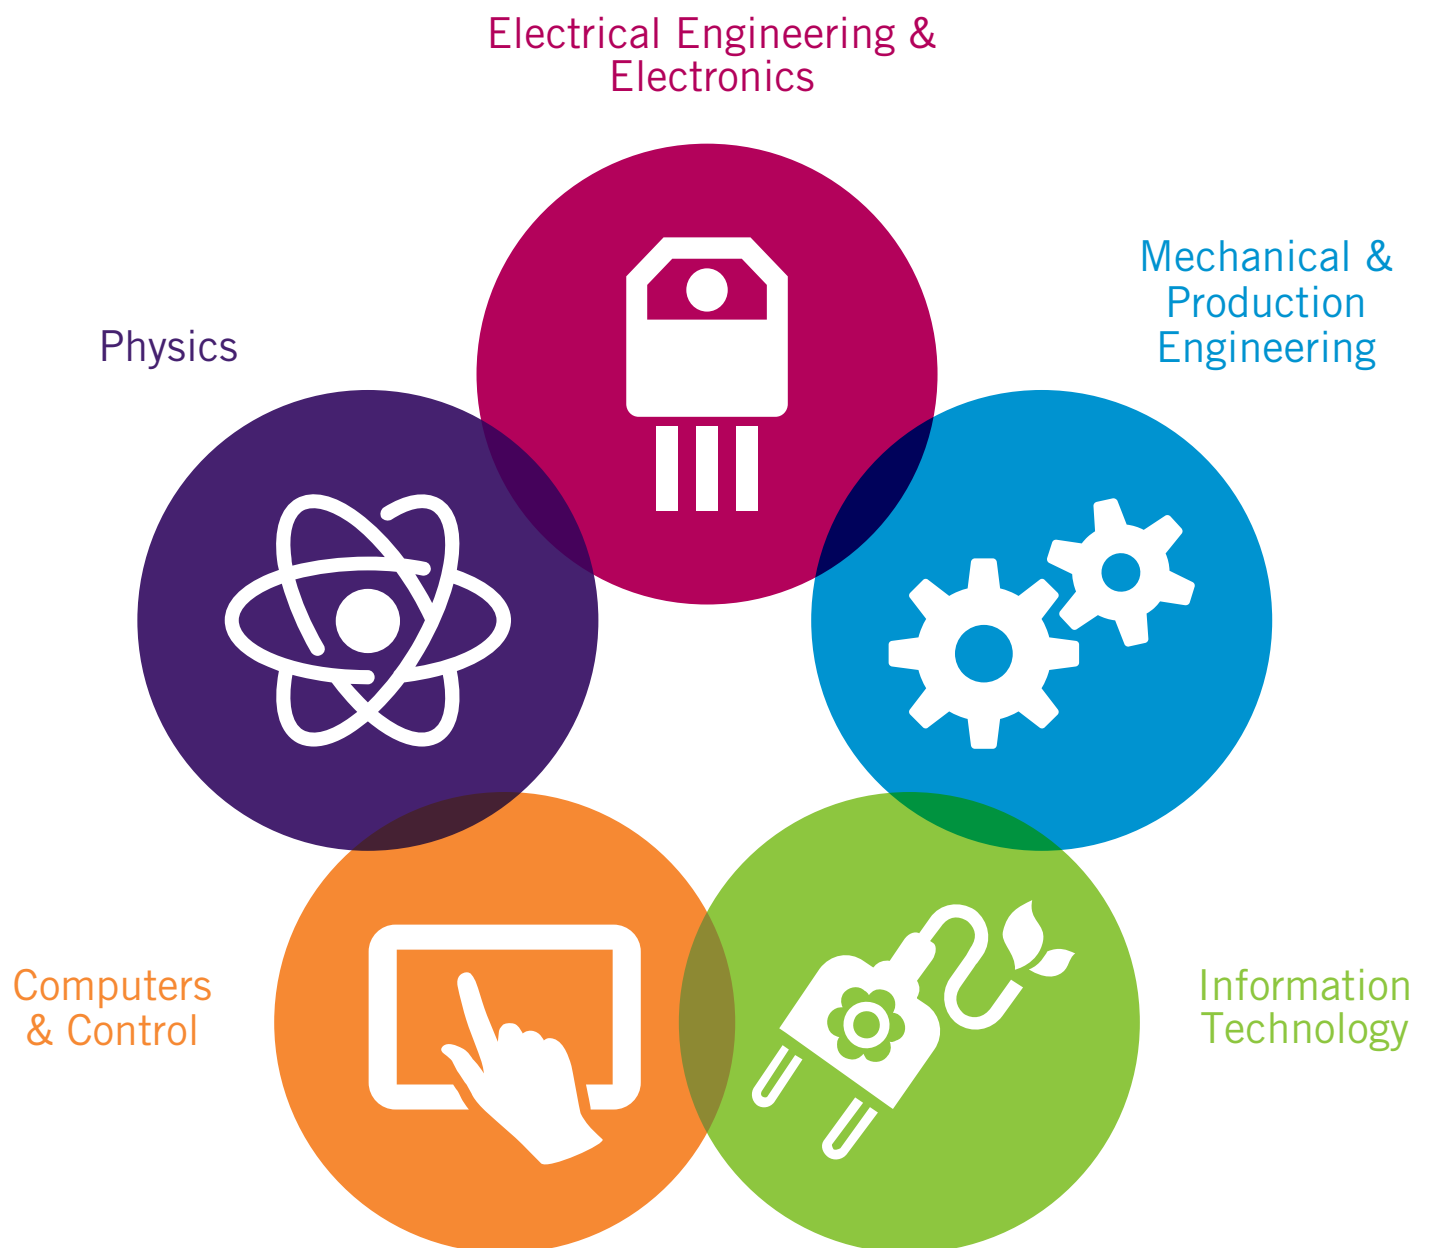 Electrical Engineering &
Electronics
Mechanical &
Production
Engineering
Physics
Computers
& Control
Information
Technology